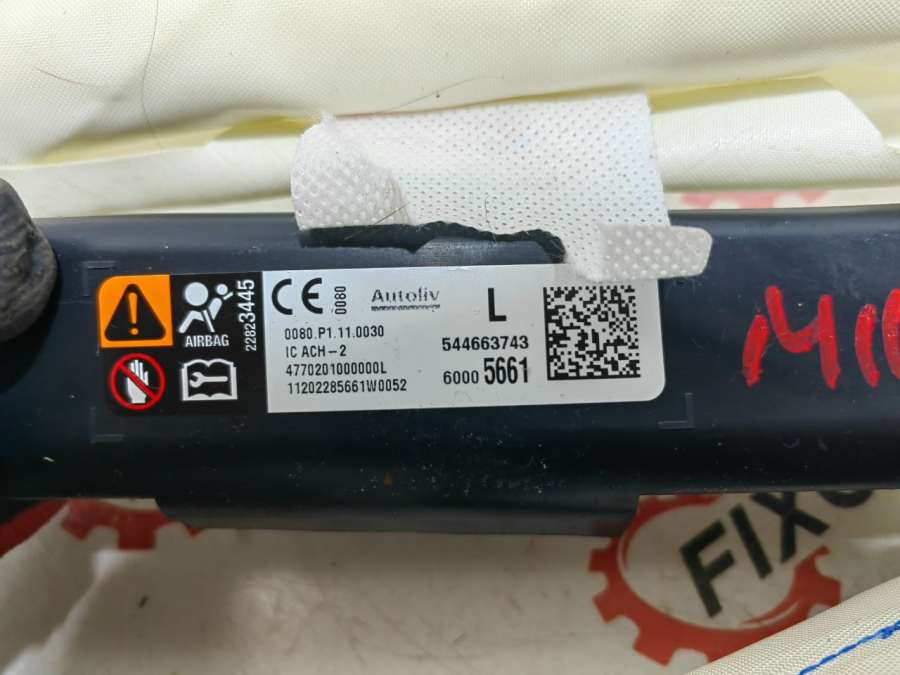 AIRBAG
22823445
CE 0080
Autoliv
0080.P1.11.0030
IC ACH-2
4770201000000L
11202285661W0052
L
544663743
6000 5661